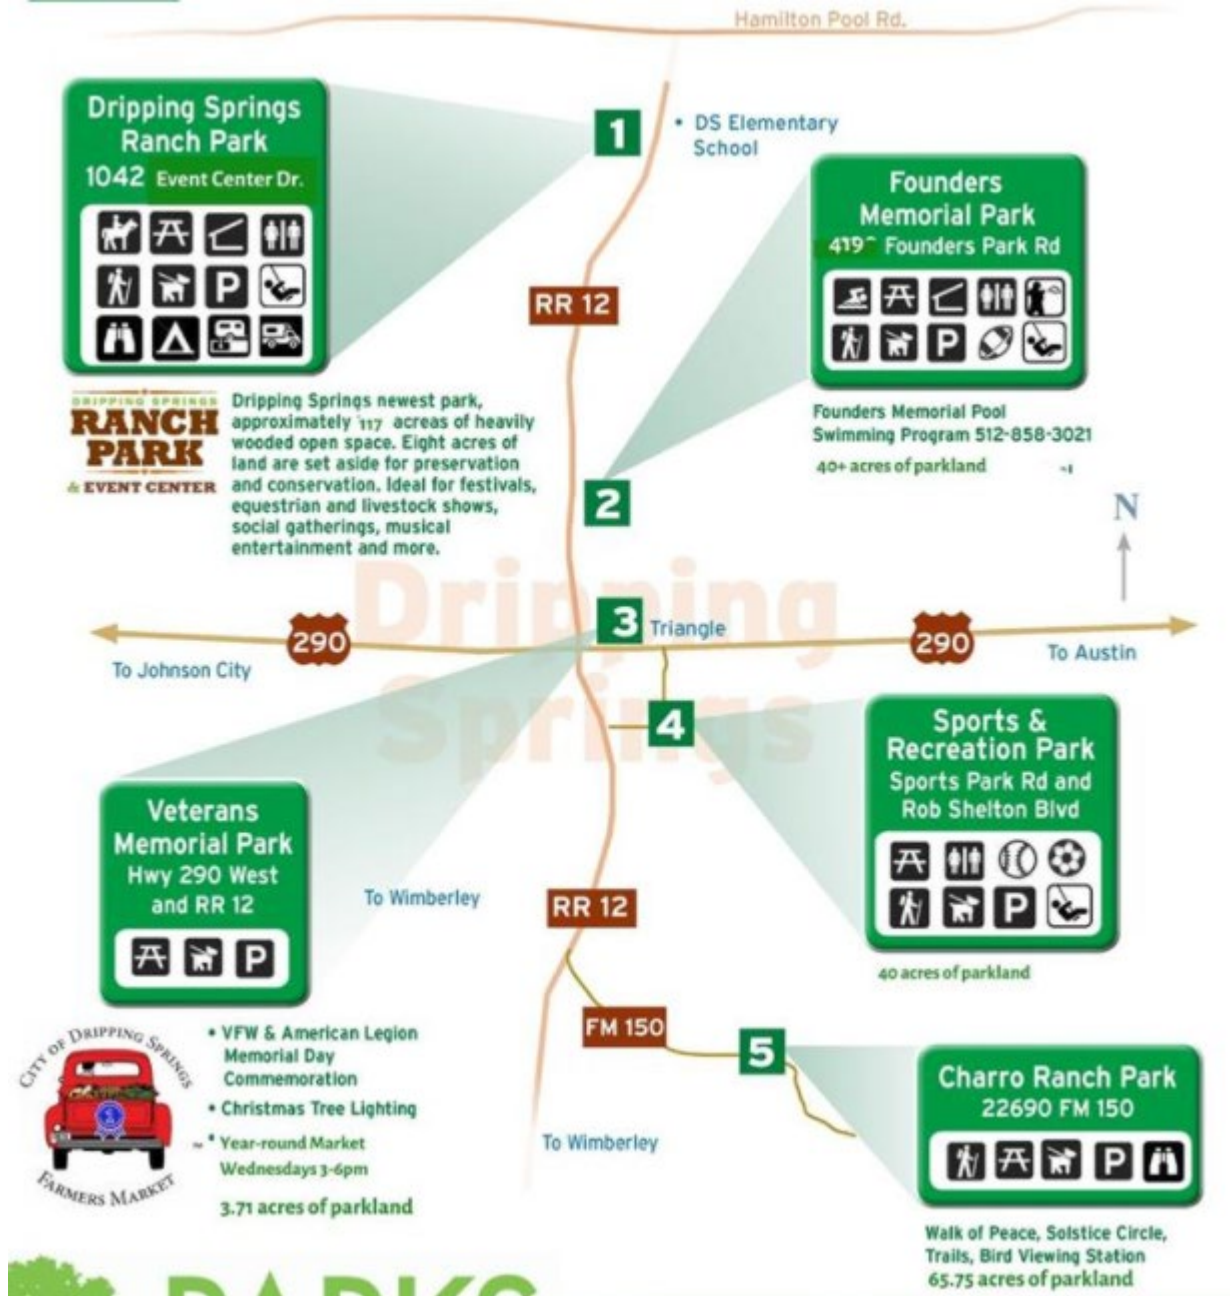 Hamilton Pool Rd.
Dripping Springs
Ranch Park
1042 Event Center Dr.
P
1
• DS Elementary
School
Founders
Memorial Park
Founders Park Rd
P
RR 12
DRIPPING SPRINGS
RANCH
PARK
& EVENT CENTER
Dripping Springs newest park,
approximately 117 acreas of heavily
wooded open space. Eight acres of
land are set aside for preservation
and conservation. Ideal for festivals,
equestrian and livestock shows,
social gatherings, musical
entertainment and more.
Founders Memorial Pool
Swimming Program 512-858-3021
40+ acres of parkland
2
N
Dripping
Springs
3
Triangle
290
290
To Johnson City
To Austin
4
Sports &
Recreation Park
Sports Park Rd and
Rob Shelton Blvd
P
40 acres of parkland
Veterans
Memorial Park
Hwy 290 West
and RR 12
P
To Wimberley
RR 12
FM 150
5
CITY OF DRIPPING SPRINGS
FARMERS MARKET
• VFW & American Legion
Memorial Day
Commemoration
• Christmas Tree Lighting
• Year-round Market
Wednesdays 3-6pm
3.71 acres of parkland
To Wimberley
Charro Ranch Park
22690 FM 150
P
Walk of Peace, Solstice Circle,
Trails, Bird Viewing Station
65.75 acres of parkland
PARKS